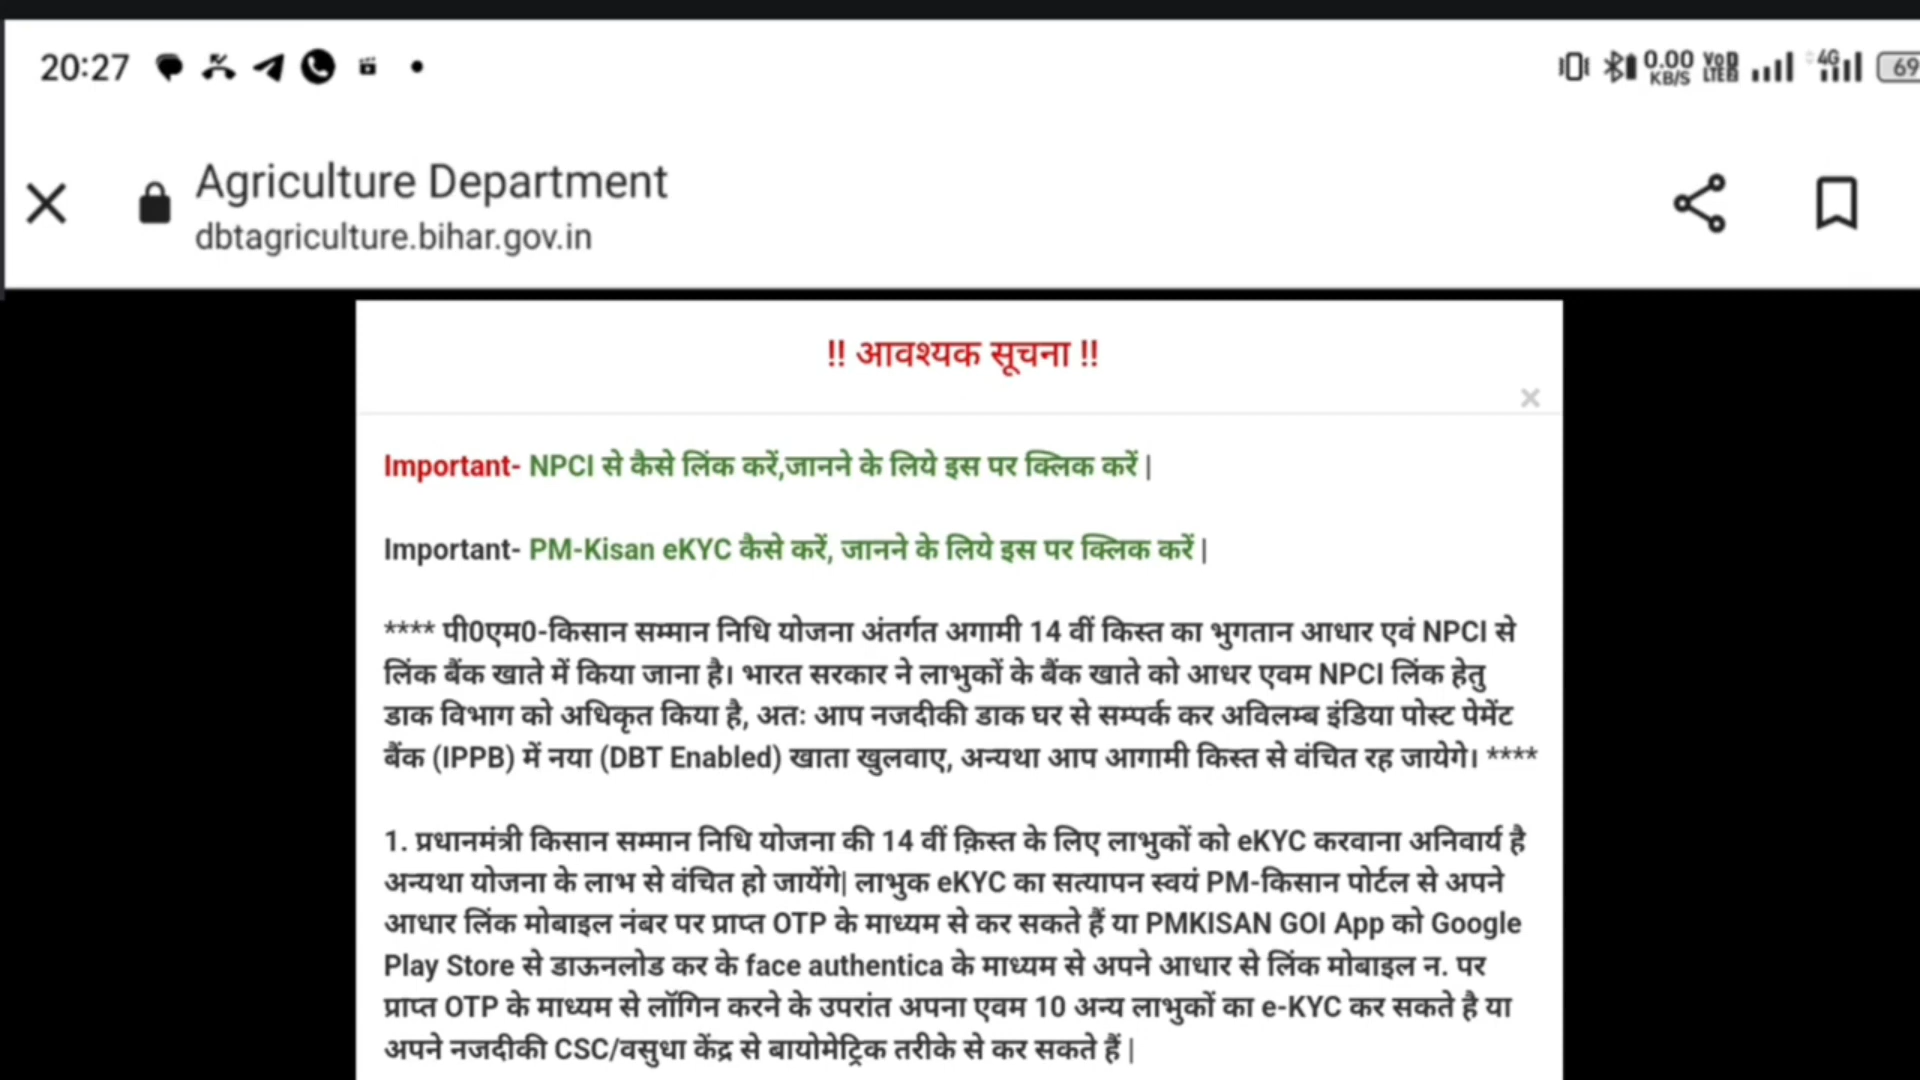 20:27
0.00 KB/S
4G
69
Agriculture Department
dbtagriculture.bihar.gov.in
!! आवश्यक सूचना !!
×
Important- NPCI से कैसे लिंक करें,जानने के लिये इस पर क्लिक करें |
Important- PM-Kisan eKYC कैसे करें, जानने के लिये इस पर क्लिक करें |
**** पी0एम0-किसान सम्मान निधि योजना अंतर्गत अगामी 14 वीं किस्त का भुगतान आधार एवं NPCI से
लिंक बैंक खाते में किया जाना है। भारत सरकार ने लाभुकों के बैंक खाते को आधर एवम NPCI लिंक हेतु
डाक विभाग को अधिकृत किया है, अतः आप नजदीकी डाक घर से सम्पर्क कर अविलम्ब इंडिया पोस्ट पेमेंट
बैंक (IPPB) में नया (DBT Enabled) खाता खुलवाए, अन्यथा आप आगामी किस्त से वंचित रह जायेगे। ****
1. प्रधानमंत्री किसान सम्मान निधि योजना की 14 वीं क़िस्त के लिए लाभुकों को eKYC करवाना अनिवार्य है
अन्यथा योजना के लाभ से वंचित हो जायेंगे| लाभुक eKYC का सत्यापन स्वयं PM-किसान पोर्टल से अपने
आधार लिंक मोबाइल नंबर पर प्राप्त OTP के माध्यम से कर सकते हैं या PMKISAN GOI App को Google
Play Store से डाऊनलोड कर के face authentica के माध्यम से अपने आधार से लिंक मोबाइल न. पर
प्राप्त OTP के माध्यम से लॉगिन करने के उपरांत अपना एवम 10 अन्य लाभुकों का e-KYC कर सकते है या
अपने नजदीकी CSC/वसुधा केंद्र से बायोमेट्रिक तरीके से कर सकते हैं |